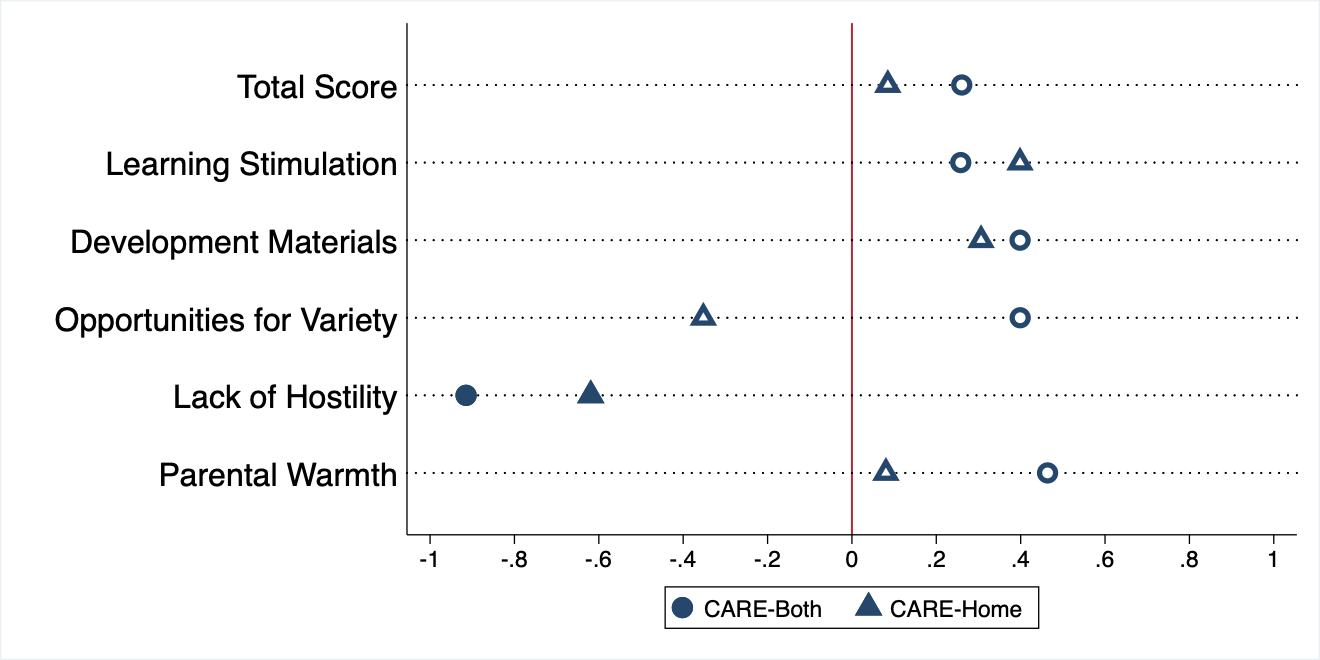 Total Score
Learning Stimulation
Development Materials
Opportunities for Variety
Lack of Hostility
Parental Warmth
-1 -.8 -.6 -.4 -.2 0 .2 .4 .6 .8 1
CARE-Both CARE-Home